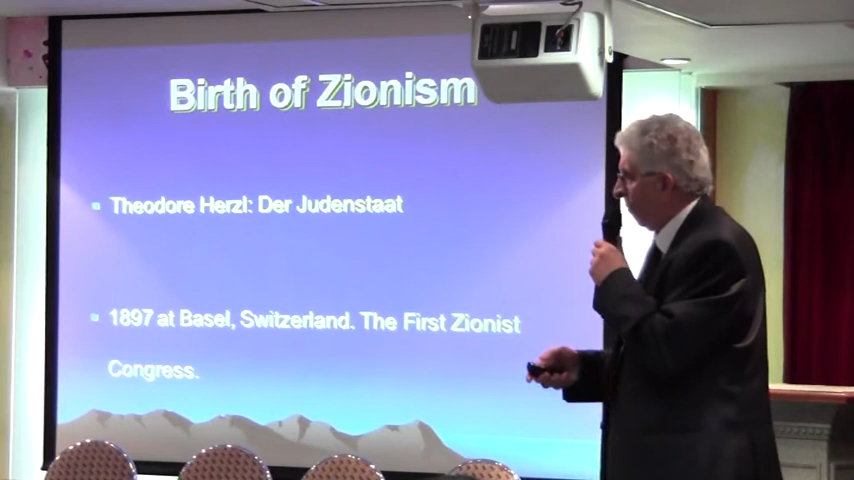 Birth of Zionism
Theodore Herzl: Der Judenstaat
1897 at Basel, Switzerland. The First Zionist
Congress.